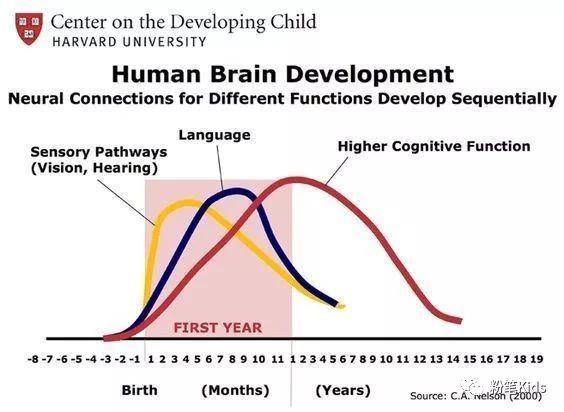 Center on the Developing Child
HARVARD UNIVERSITY
Human Brain Development
Neural Connections for Different Functions Develop Sequentially
Language
Sensory Pathways
(Vision, Hearing)
Higher Cognitive Function
FIRST YEAR
-8 -7 -6 -5 -4 -3 -2 -1 1 2 3 4 5 6 7 8 9 10 11 1 2 3 4 5 6 7 8 9 10 11 12 13 14 15 16 17 18 19
Birth (Months) (Years)
粉笔Kids
Source: C.A. Nelson (2000)